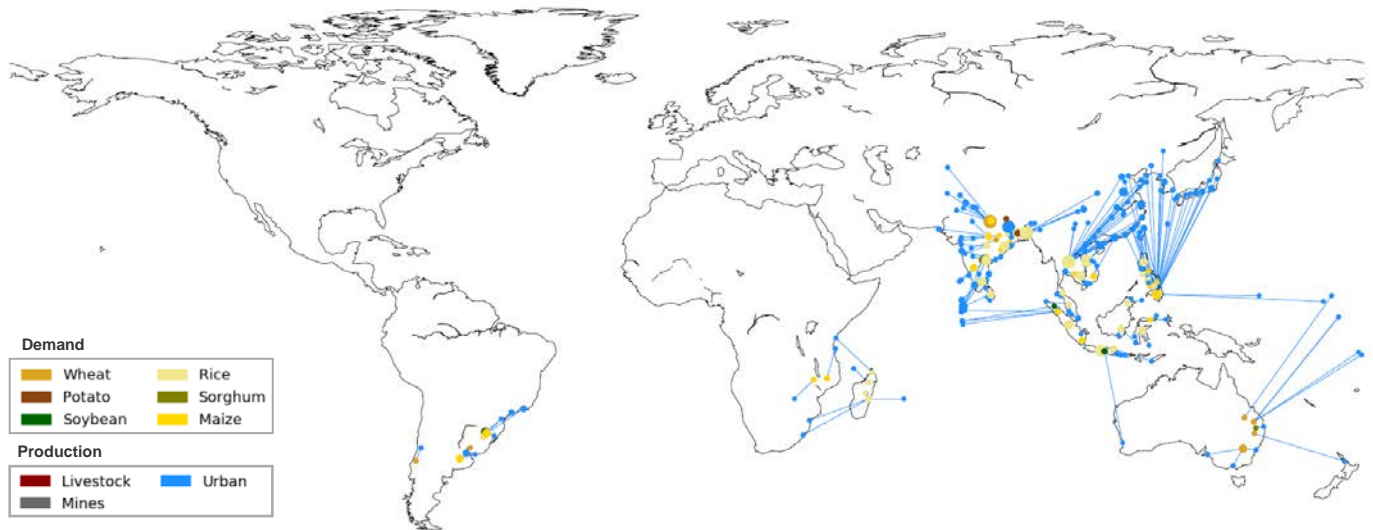 Demand
Wheat Rice
Potato Sorghum
Soybean Maize
Production
Livestock Urban
Mines